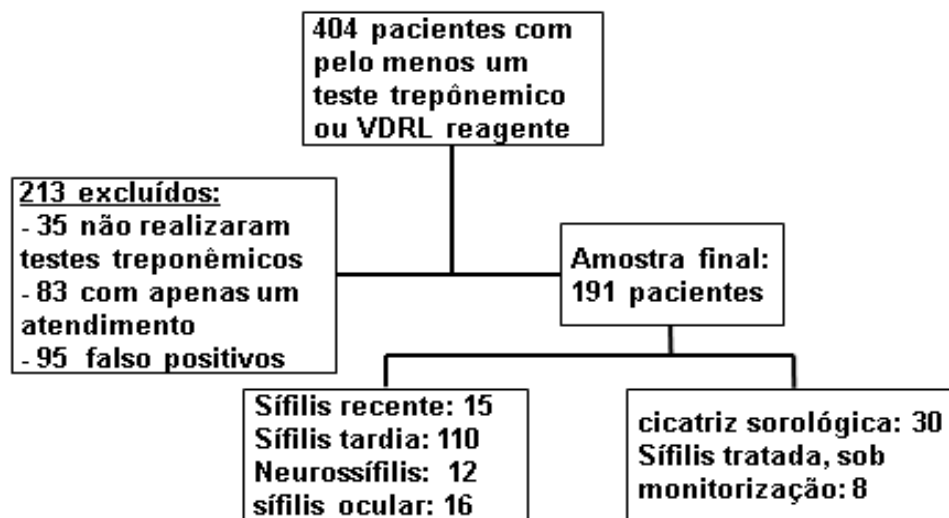 404 pacientes com
pelo menos um
teste trepônemico
ou VDRL reagente
213 excluídos:
- 35 não realizaram
testes treponêmicos
- 83 com apenas um
atendimento
- 95 falso positivos
Amostra final:
191 pacientes
Sífilis recente: 15
Sífilis tardia: 110
Neurossífilis: 12
sífilis ocular: 16
cicatriz sorológica: 30
Sífilis tratada, sob
monitorização: 8